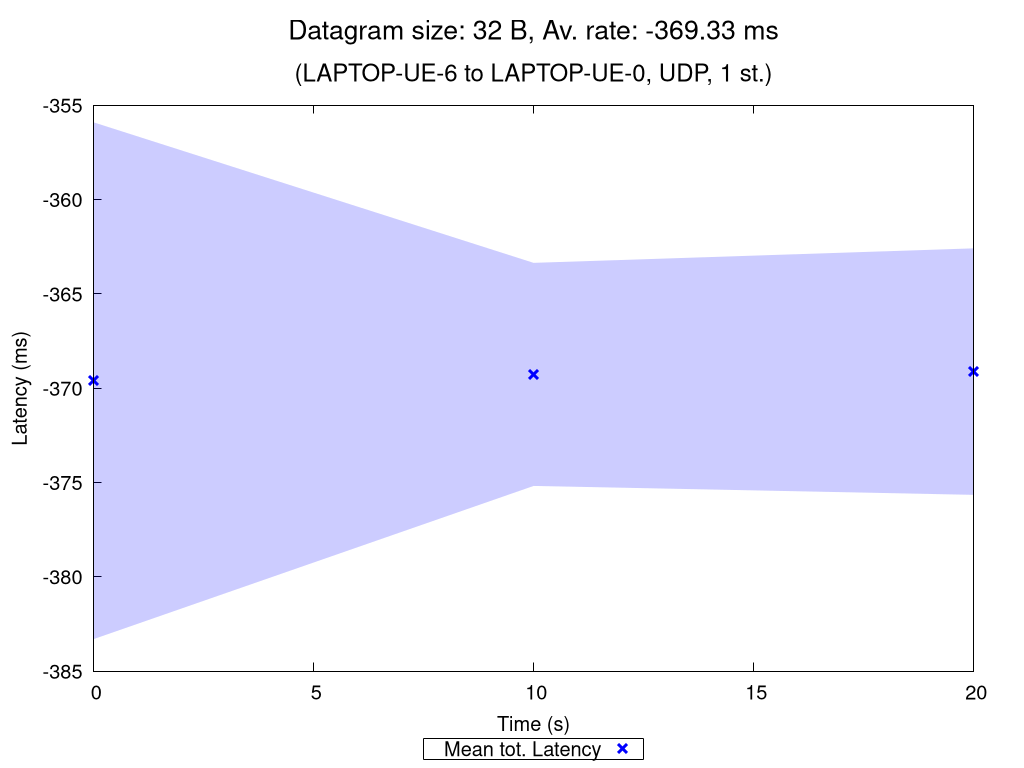 Datagram size: 32 B, Av. rate: -369.33 ms
(LAPTOP-UE-6 to LAPTOP-UE-0, UDP, 1 st.)
-355
-360
-365
-370
-375
-380
-385
Latency (ms)
0 5 10 15 20
Time (s)
Mean tot. Latency